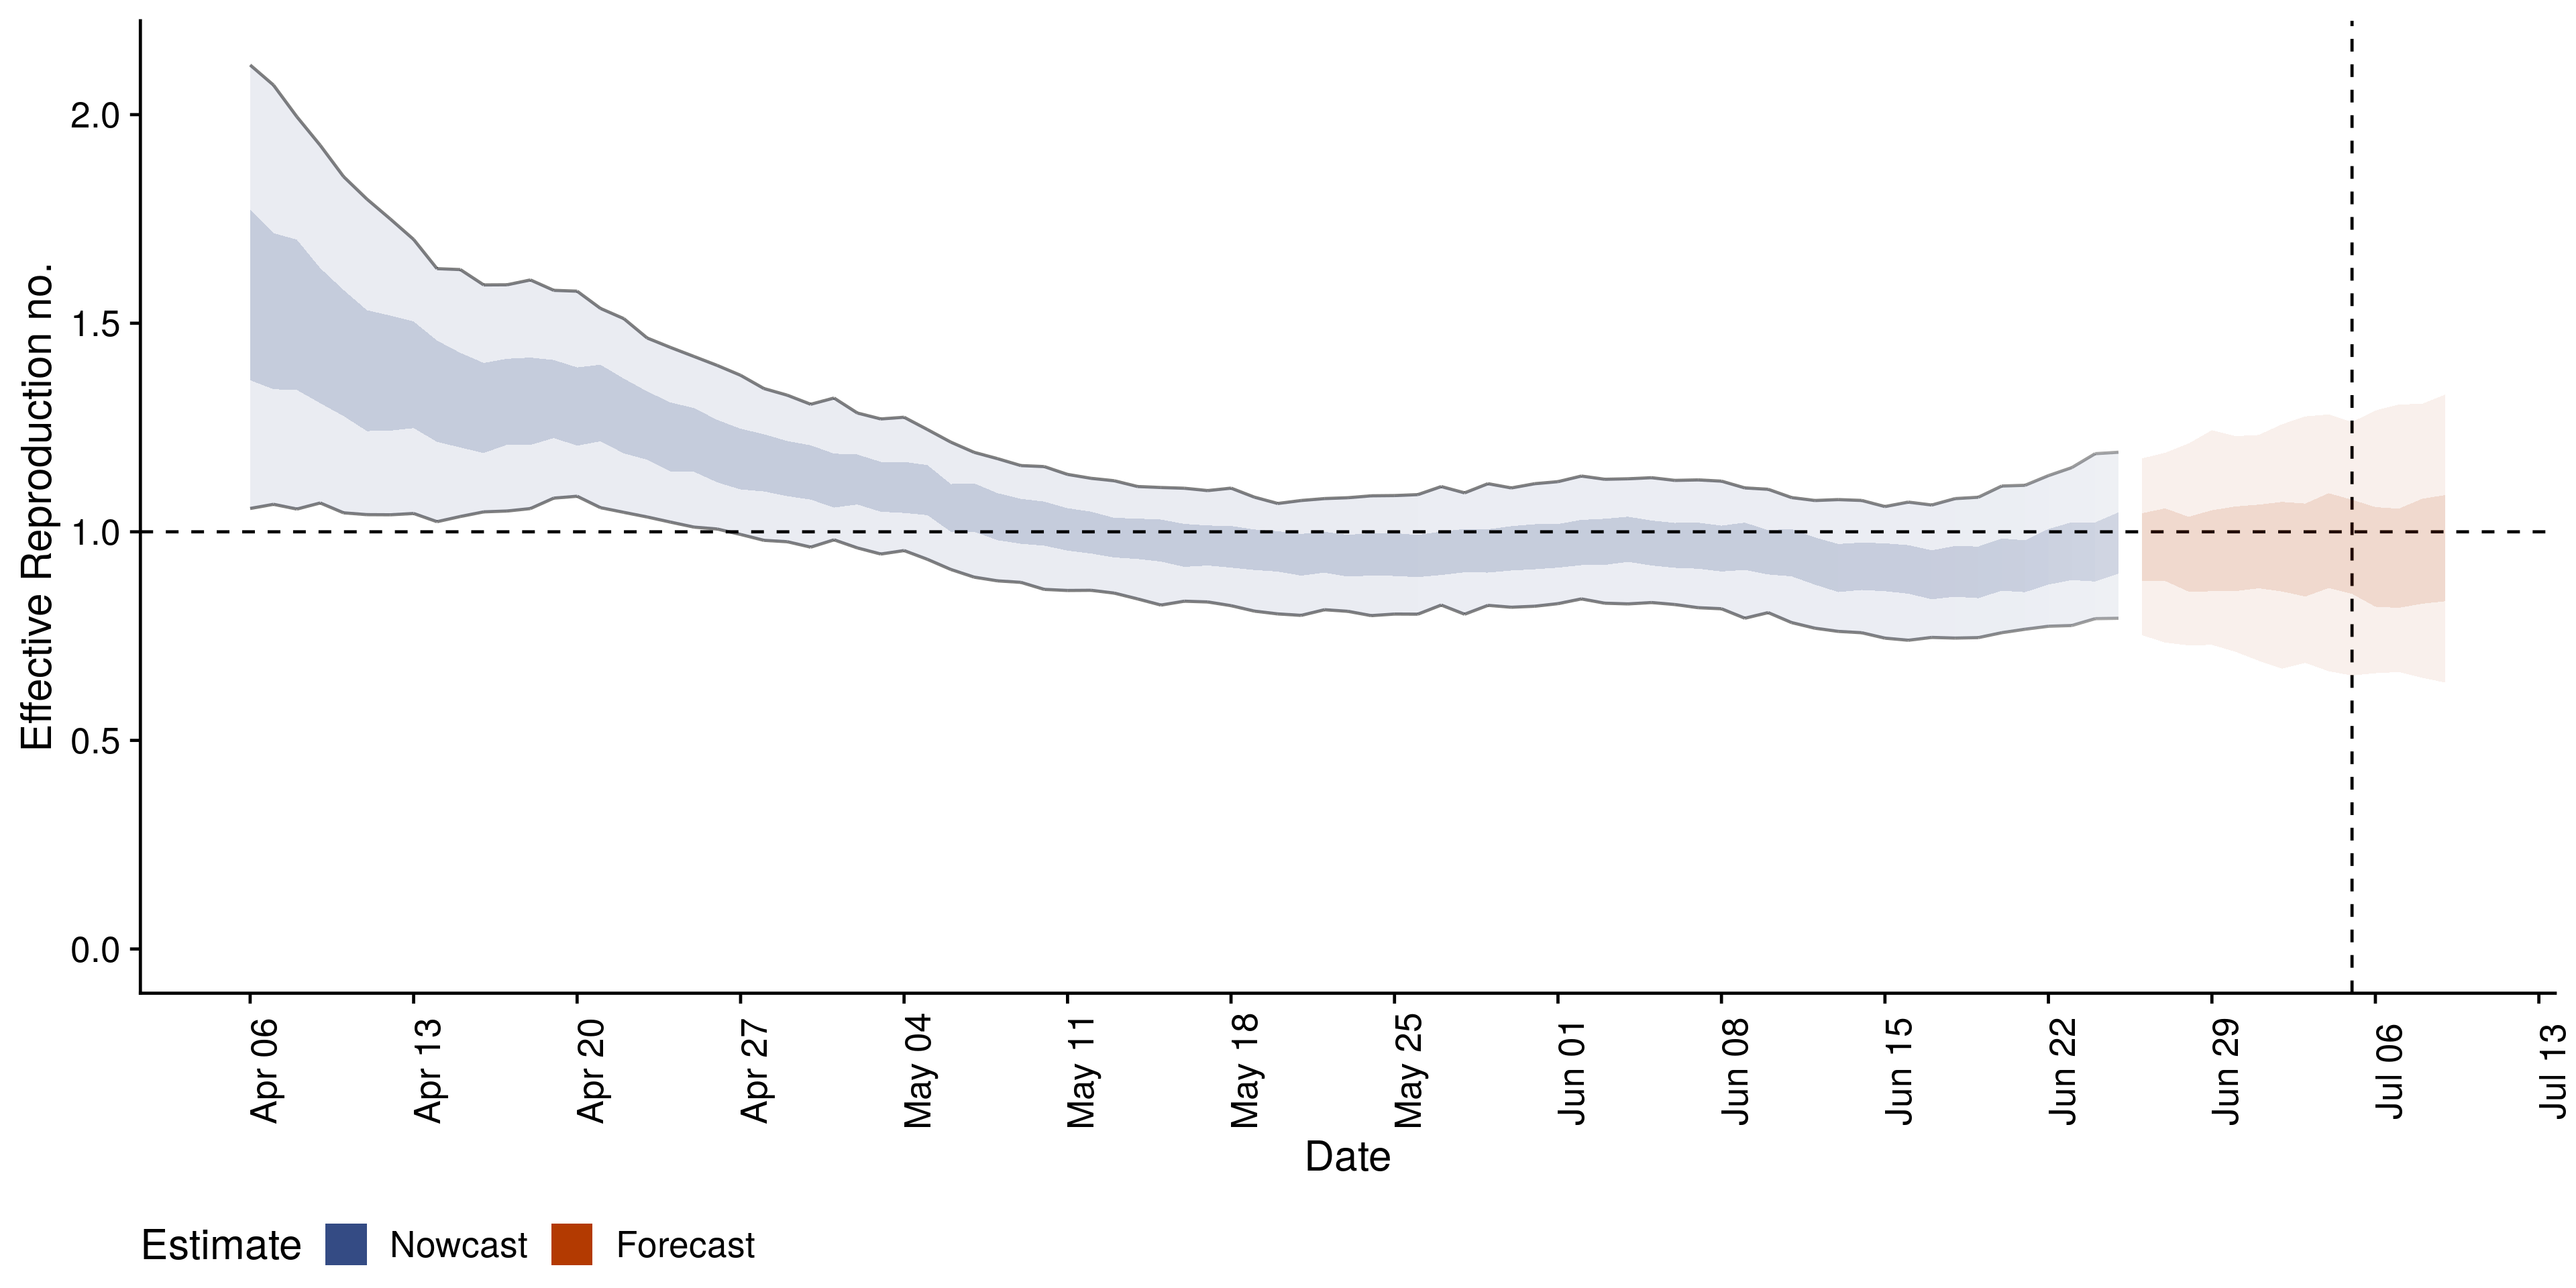 Effective Reproduction no.
2.0
1.5
1.0
0.5
0.0
Apr 06
Apr 13
Apr 20
Apr 27
May 04
May 11
May 18
May 25
Jun 01
Jun 08
Jun 15
Jun 22
Jun 29
Jul 06
Jul 13
Date
Estimate Nowcast Forecast